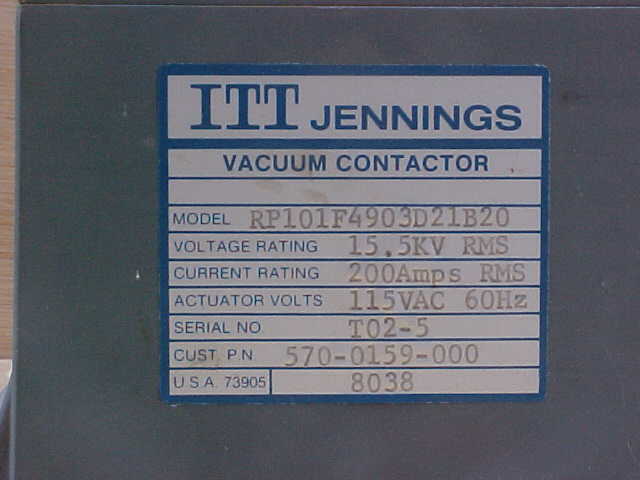 ITT JENNINGS
VACUUM CONTACTOR
MODEL RP101F4903D21B20
VOLTAGE RATING 15.5KV RMS
CURRENT RATING 200Amps RMS
ACTUATOR VOLTS 115VAC 60Hz
SERIAL NO T02-5
CUST. P.N 570-0159-000
U.S.A. 73905 8038